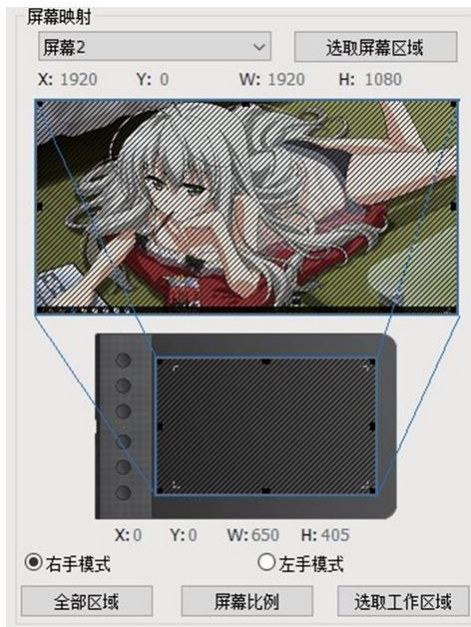 屏幕映射
屏幕2 选取屏幕区域
X: 1920 Y: 0 W: 1920 H: 1080
X:0 Y:0 W:650 H:405
右手模式 左手模式
全部区域 屏幕比例 选取工作区域